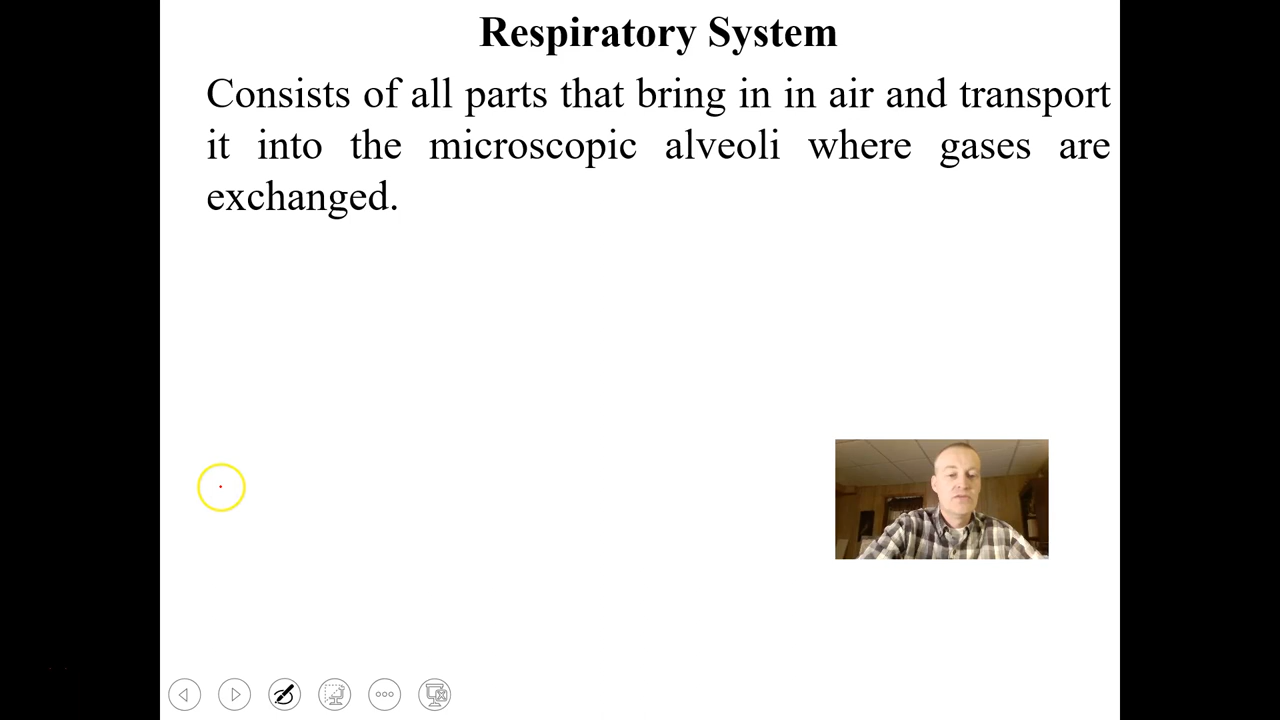 Respiratory System
Consists of all parts that bring in in air and transport
it into the microscopic alveoli where gases are
exchanged.